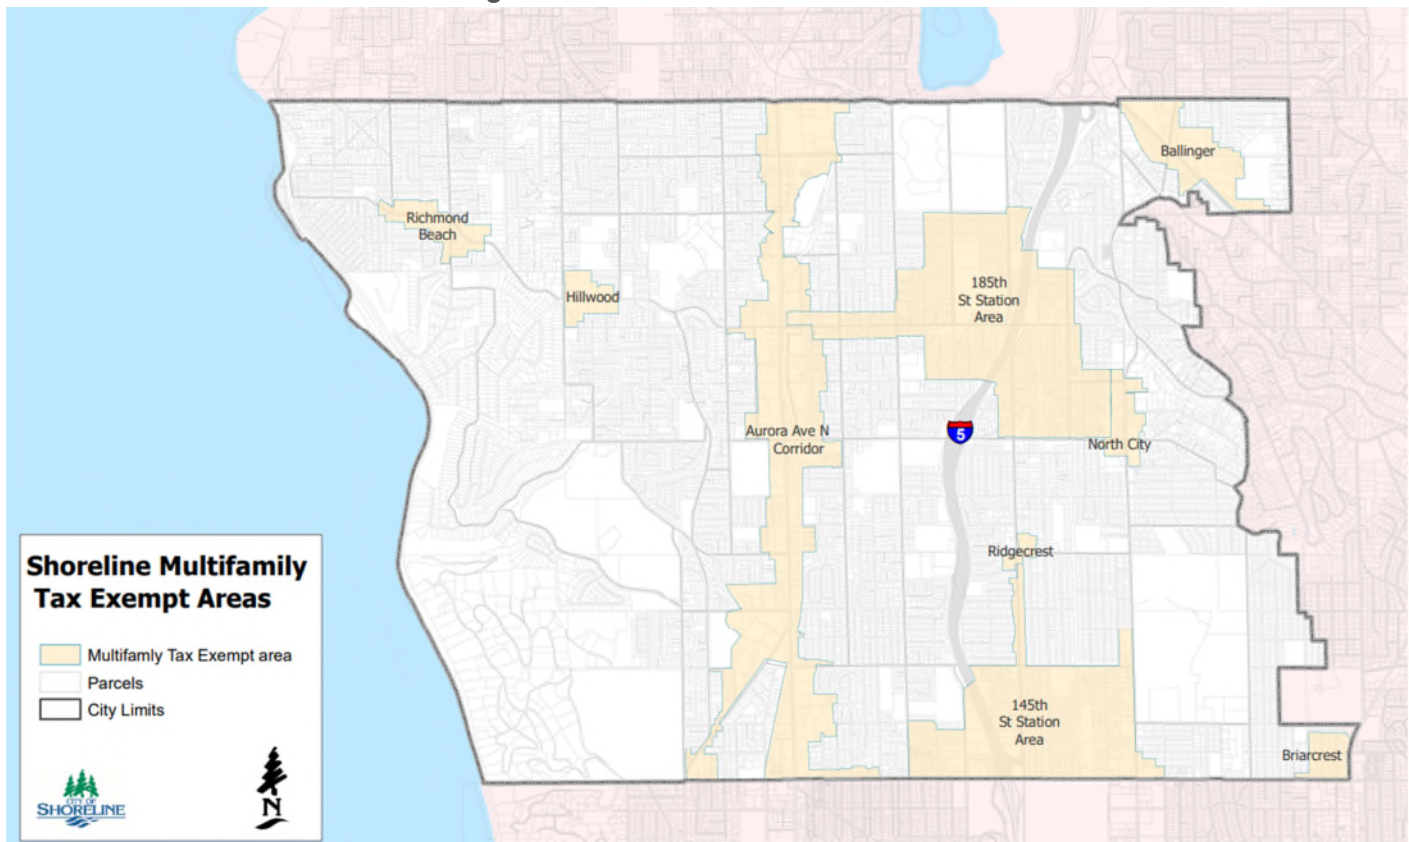 Ballinger
Richmond
Beach
Hillwood
185th
St Station
Area
Aurora Ave N
Corridor
5
North City
Ridgecrest
145th
St Station
Area
Briarcrest
Shoreline Multifamily
Tax Exempt Areas
Multifamly Tax Exempt area
Parcels
City Limits
CITY OF
SHORELINE
N